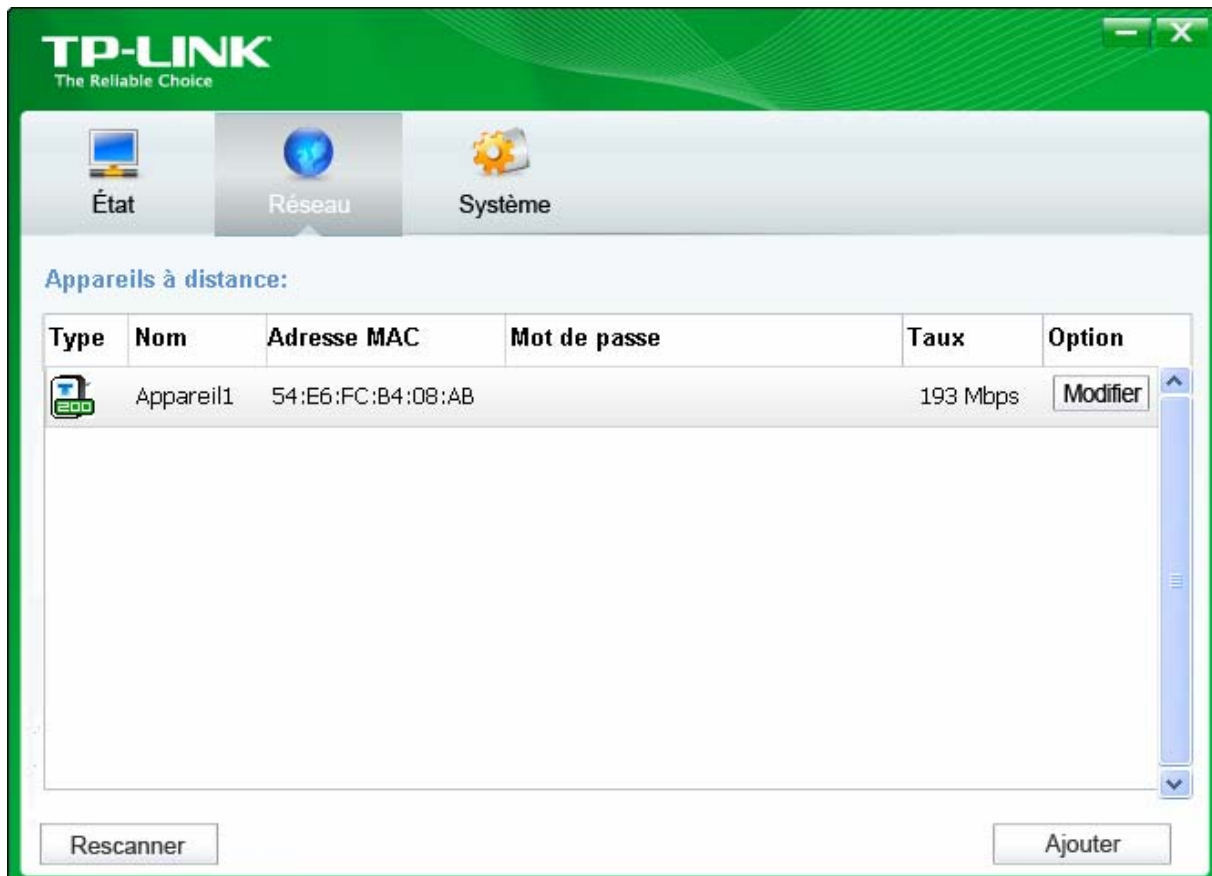 TP-LINK
The Reliable Choice
État Réseau Système
Appareils à distance:
Type Nom Adresse MAC Mot de passe Taux Option
T 200 Appareil1 54:E6:FC:B4:08:AB 193 Mbps Modifier
Rescanner Ajouter